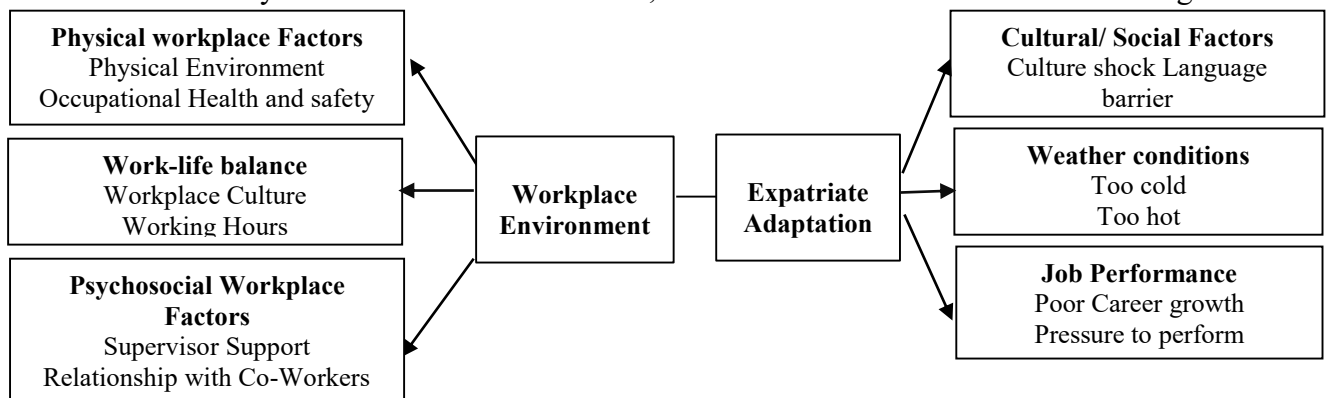 Physical workplace Factors
Physical Environment
Occupational Health and safety
Work-life balance
Workplace Culture
Working Hours
Psychosocial Workplace
Factors
Supervisor Support
Relationship with Co-Workers
Workplace
Environment
Expatriate
Adaptation
Cultural/ Social Factors
Culture shock Language
barrier
Weather conditions
Too cold
Too hot
Job Performance
Poor Career growth
Pressure to perform